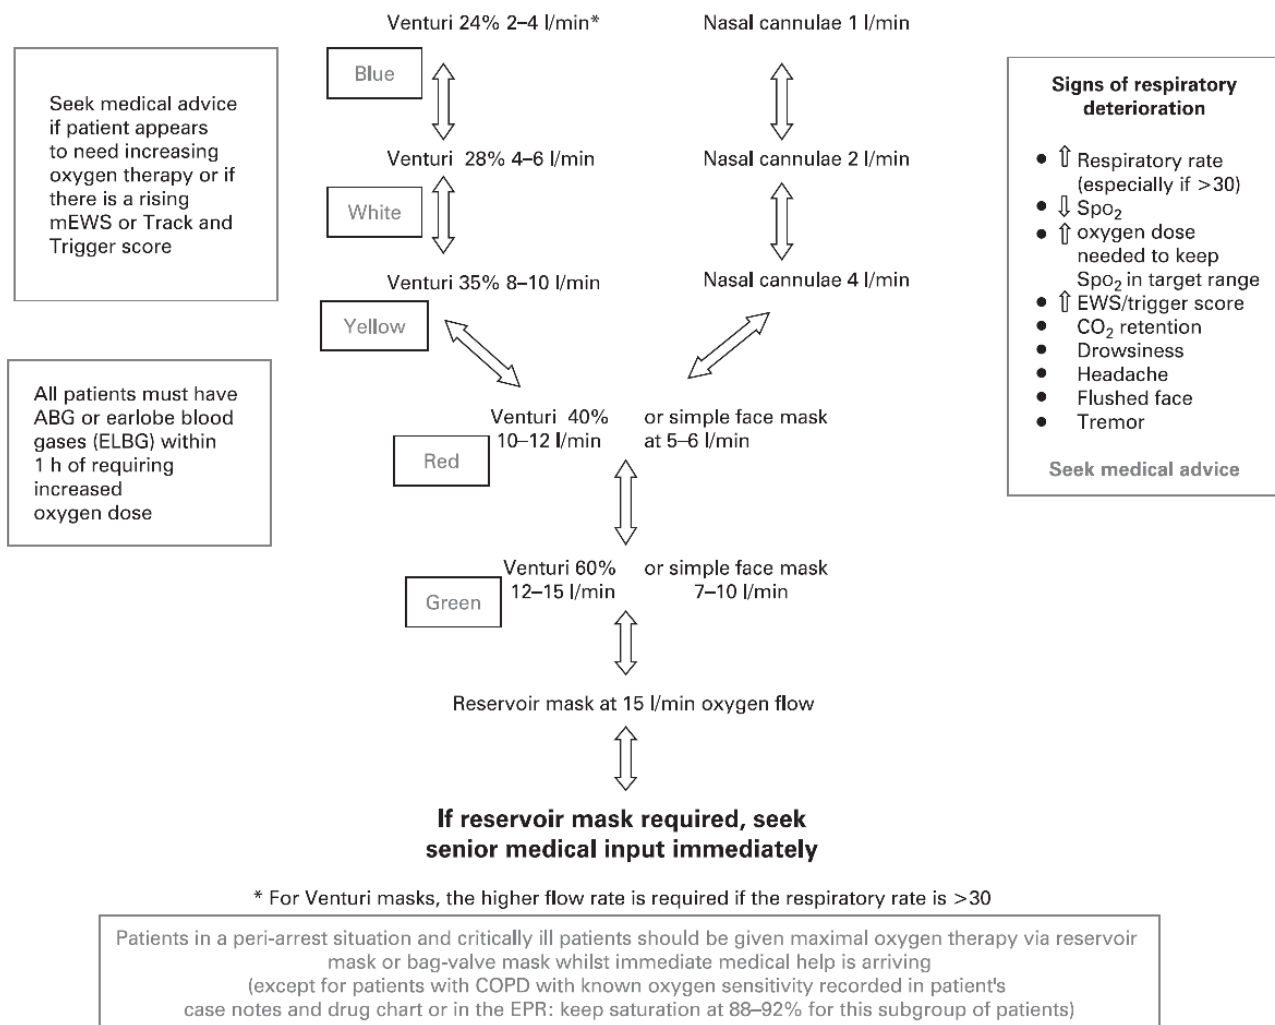 Venturi 24% 2–4 l/min*
Nasal cannulae 1 l/min
Blue
Venturi 28% 4–6 l/min
Nasal cannulae 2 l/min
White
Venturi 35% 8–10 l/min
Nasal cannulae 4 l/min
Yellow
Venturi 40%
10–12 l/min
or simple face mask
at 5–6 l/min
Red
Venturi 60%
12–15 l/min
or simple face mask
7–10 l/min
Green
Reservoir mask at 15 l/min oxygen flow
If reservoir mask required, seek
senior medical input immediately
Seek medical advice
if patient appears
to need increasing
oxygen therapy or if
there is a rising
mEWS or Track and
Trigger score
All patients must have
ABG or earlobe blood
gases (ELBG) within
1 h of requiring
increased
oxygen dose
Signs of respiratory
deterioration
• ⇧ Respiratory rate
(especially if >30)
• ⇩ SpO₂
• ⇧ oxygen dose
needed to keep
SpO₂ in target range
• ⇧ EWS/trigger score
• CO₂ retention
• Drowsiness
• Headache
• Flushed face
• Tremor
Seek medical advice
* For Venturi masks, the higher flow rate is required if the respiratory rate is >30
Patients in a peri-arrest situation and critically ill patients should be given maximal oxygen therapy via reservoir
mask or bag-valve mask whilst immediate medical help is arriving
(except for patients with COPD with known oxygen sensitivity recorded in patient's
case notes and drug chart or in the EPR: keep saturation at 88–92% for this subgroup of patients)